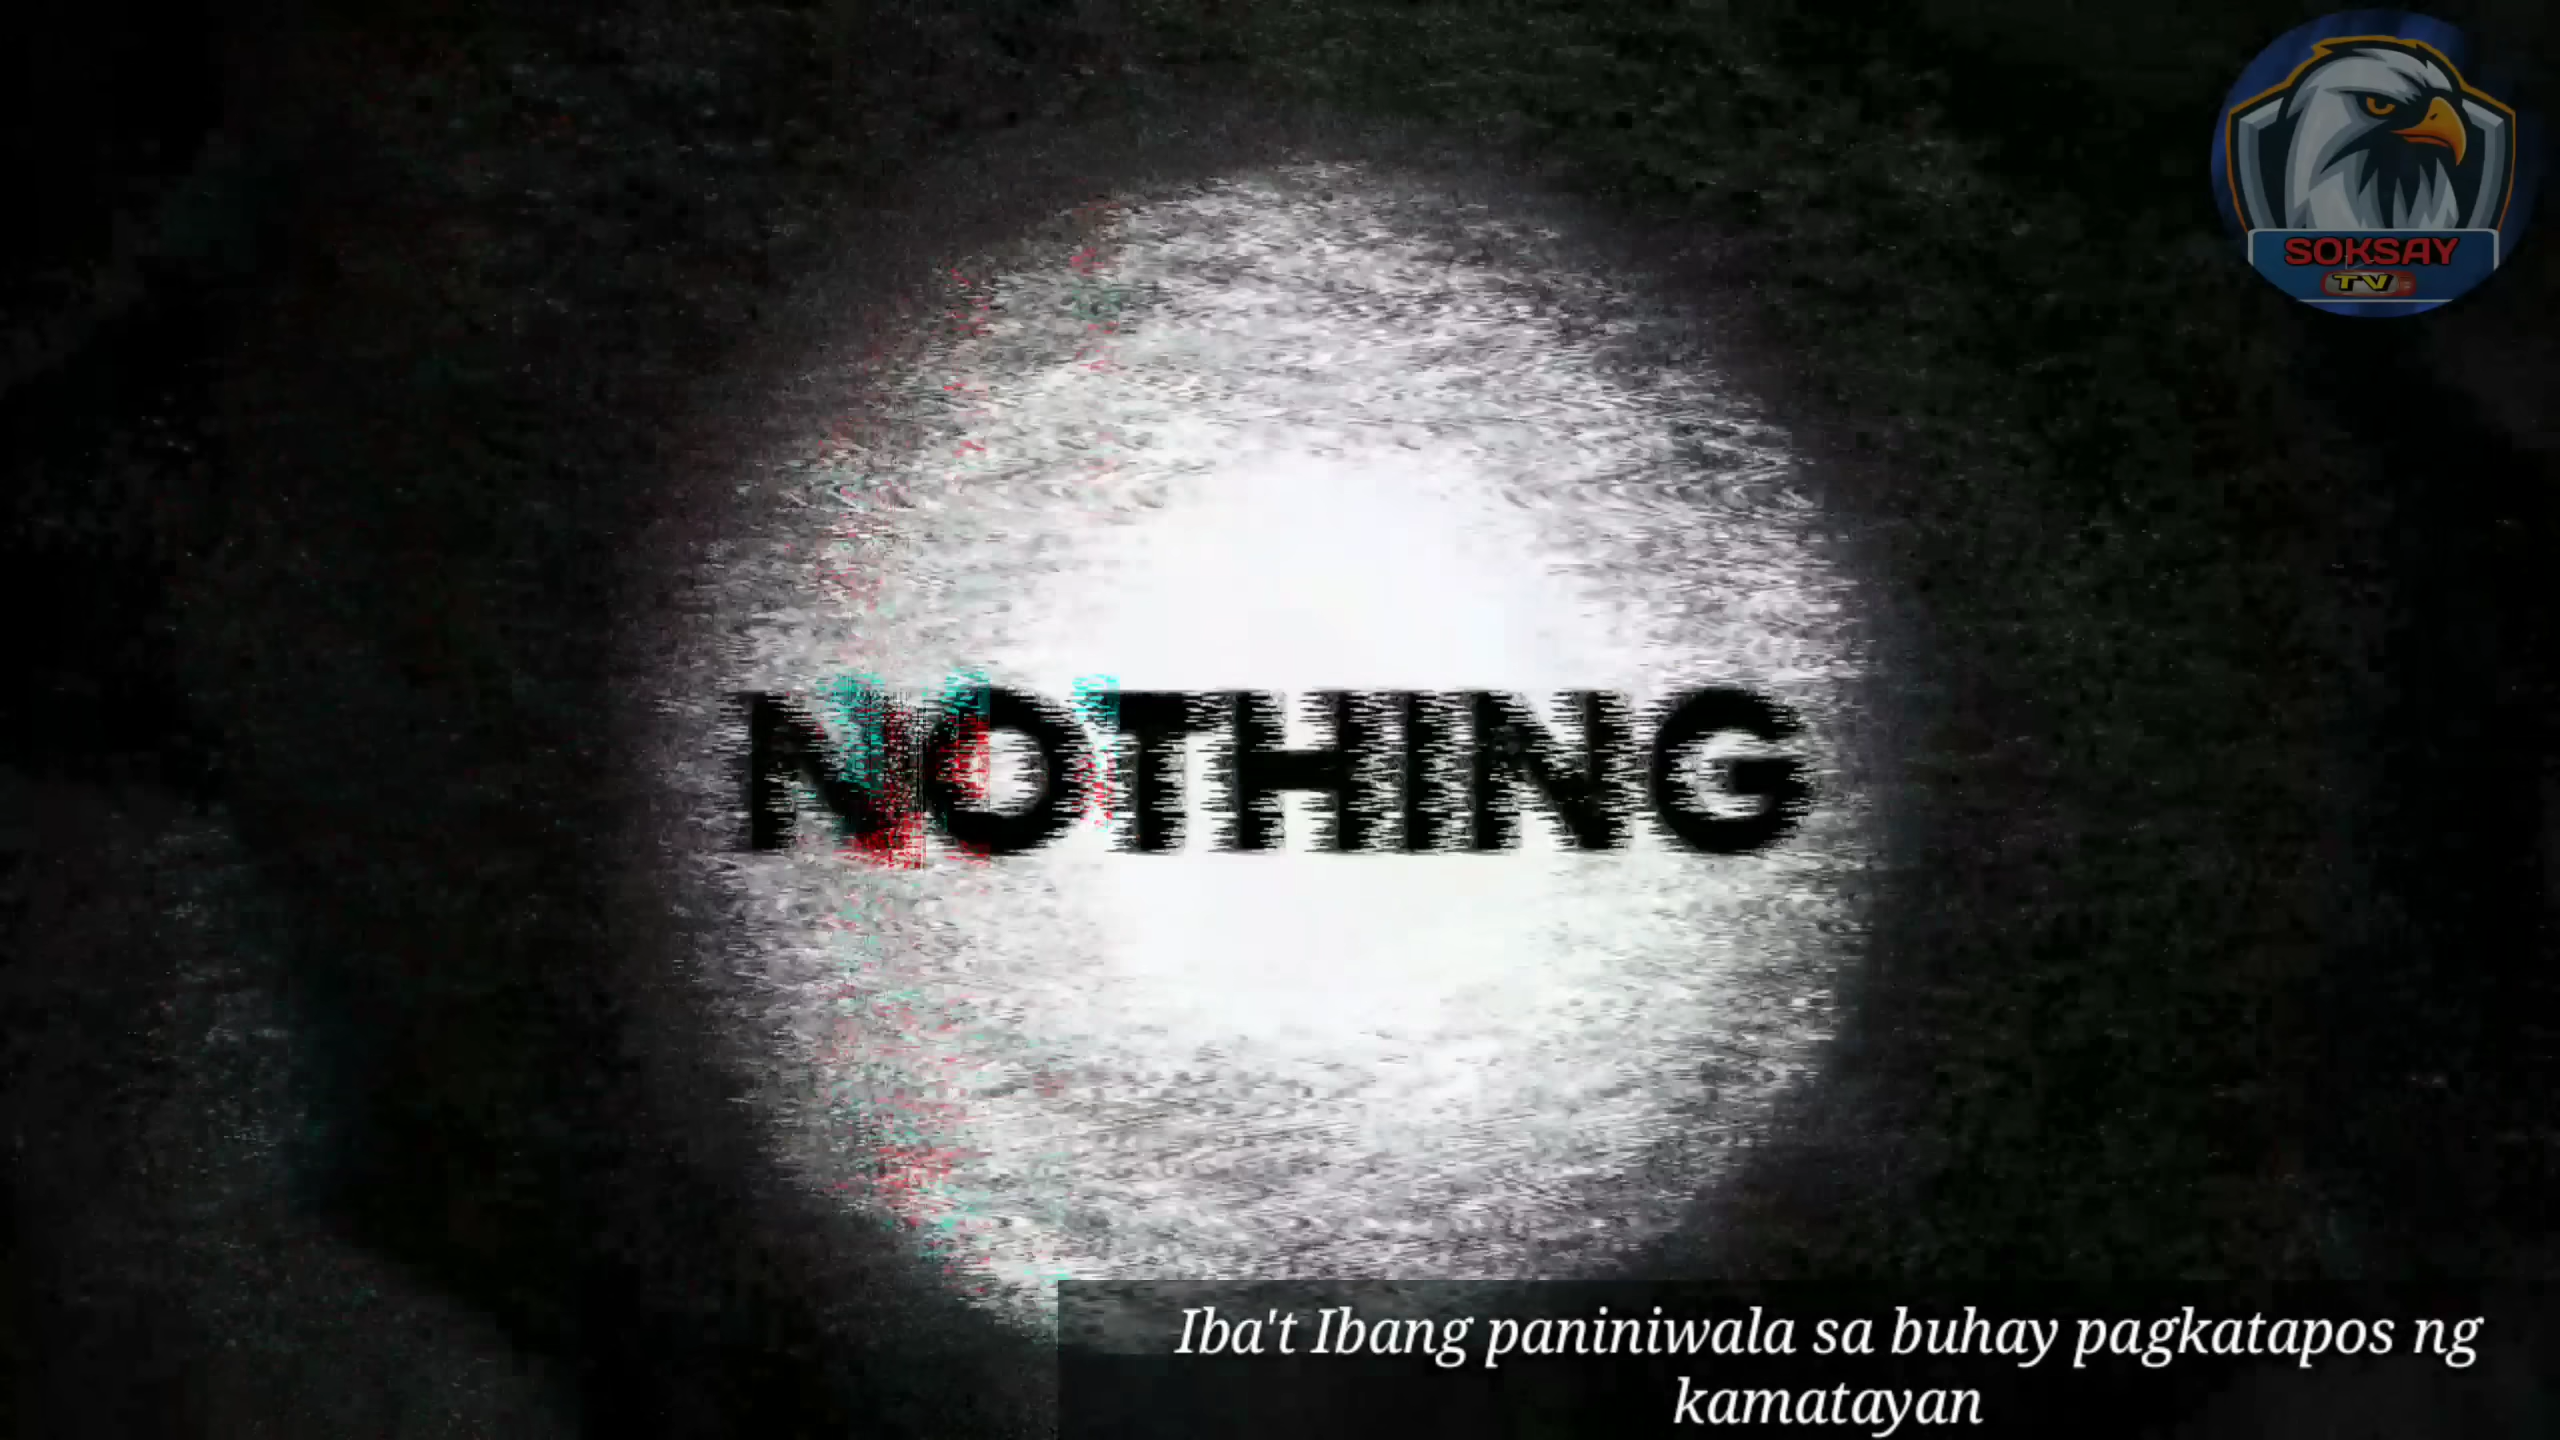 SOKSAY
TV
NOTHING
Iba't Ibang paniniwala sa buhay pagkatapos ng
kamatayan